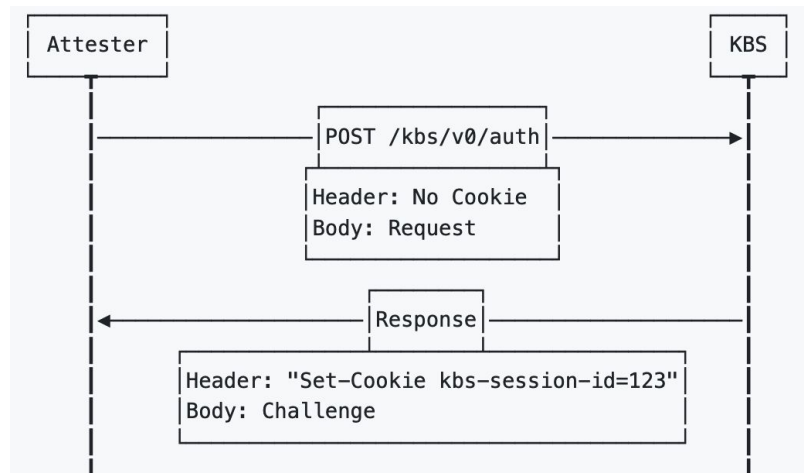 Attester
KBS
POST /kbs/v0/auth
Header: No Cookie
Body: Request
Response
Header: "Set-Cookie kbs-session-id=123"
Body: Challenge